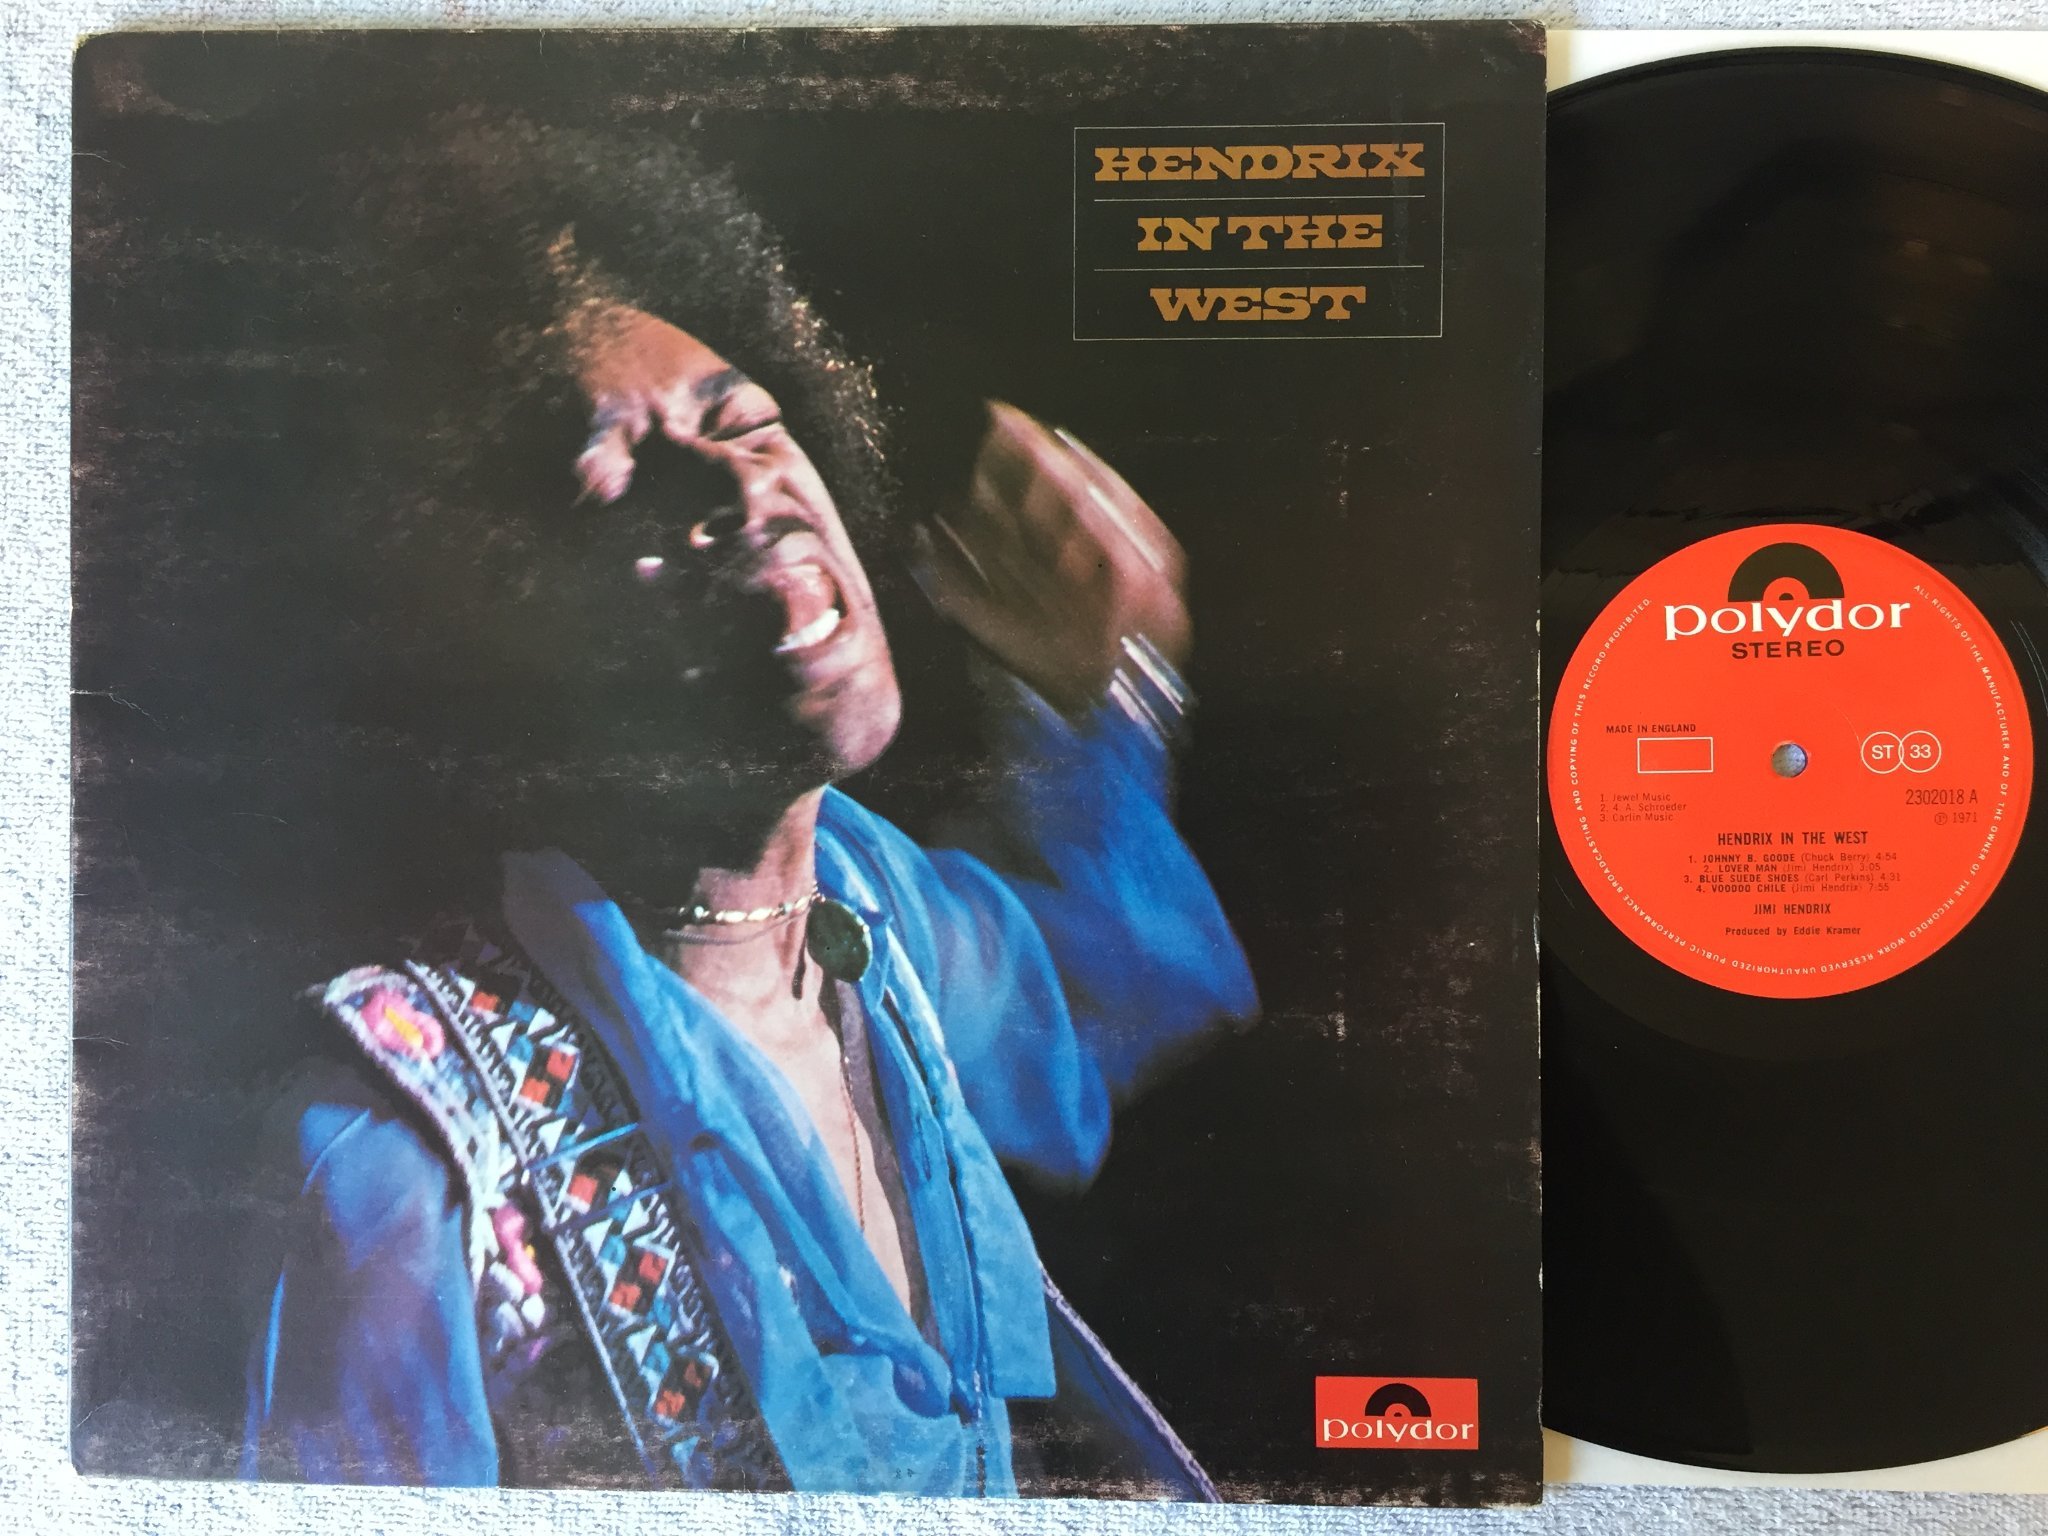 HENDRIX
IN THE
WEST
polydor
polydor
STEREO
MADE IN ENGLAND
ST 33
1. Jewel Music
2. 4. A. Schroeder
3. Carlin Music
2302018 A
Ⓟ 1971
HENDRIX IN THE WEST
1. JOHNNY B. GOODE (Chuck Berry) 4:54
2. LOVER MAN (Jimi Hendrix) 3:05
3. BLUE SUEDE SHOES (Carl Perkins) 4.31
4. VOODOO CHILE (Jimi Hendrix) 7:55
JIMI HENDRIX
Produced by Eddie Kramer
ALL RIGHTS OF THE MANUFACTURER AND OF THE OWNER OF THE RECORDED WORK RESERVED UNAUTHORIZED PUBLIC PERFORMANCE BROADCASTING AND COPYING OF THIS RECORD PROHIBITED.